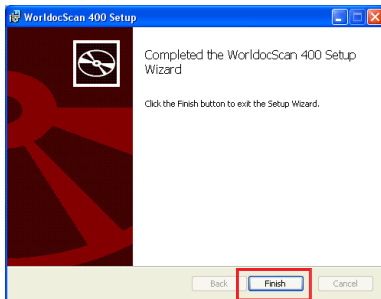 WorldocScan 400 Setup
Completed the WorldocScan 400 Setup
Wizard
Click the Finish button to exit the Setup Wizard.
Back Finish Cancel